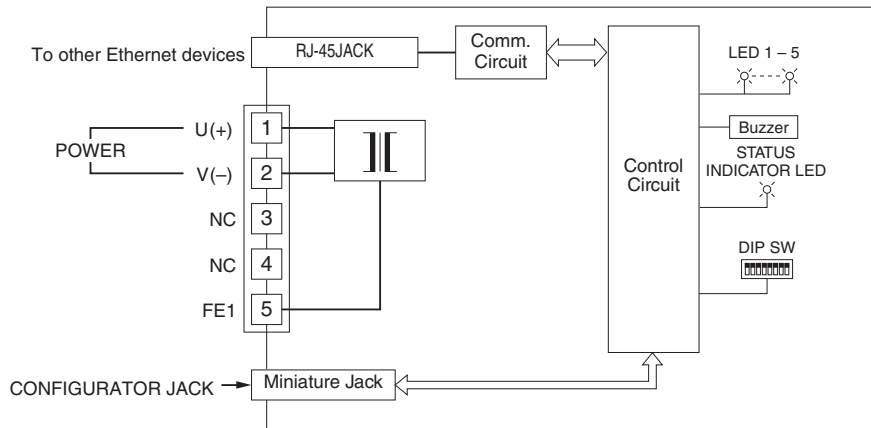 To other Ethernet devices
RJ-45JACK
Comm.
Circuit
LED 1 – 5
Buzzer
STATUS
INDICATOR LED
Control
Circuit
DIP SW
POWER
U(+)
1
V(–)
2
NC
3
NC
4
FE1
5
CONFIGURATOR JACK
Miniature Jack